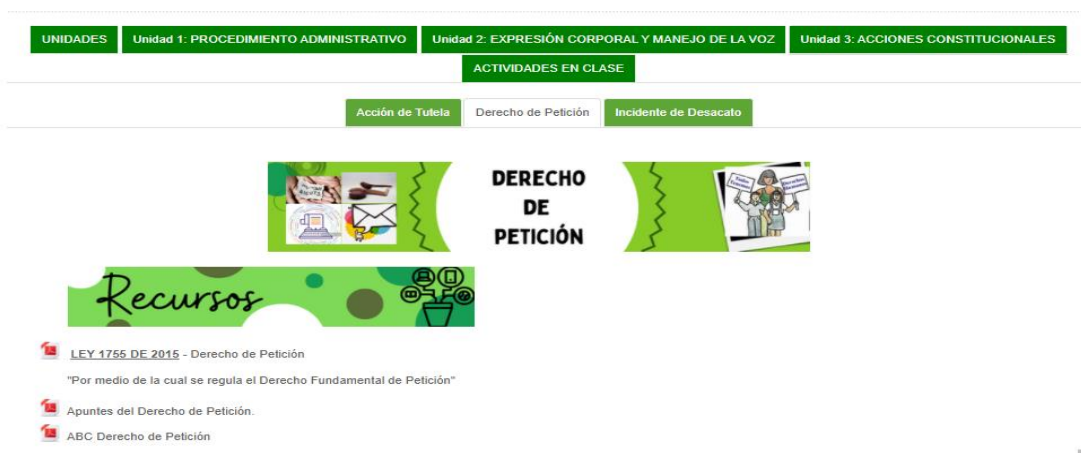 UNIDADES
Unidad 1: PROCEDIMIENTO ADMINISTRATIVO
Unidad 2: EXPRESIÓN CORPORAL Y MANEJO DE LA VOZ
Unidad 3: ACCIONES CONSTITUCIONALES
ACTIVIDADES EN CLASE
Acción de Tutela
Derecho de Petición
Incidente de Desacato
DERECHO
DE
PETICIÓN
Recursos
LEY 1755 DE 2015 - Derecho de Petición
"Por medio de la cual se regula el Derecho Fundamental de Petición"
Apuntes del Derecho de Petición.
ABC Derecho de Petición